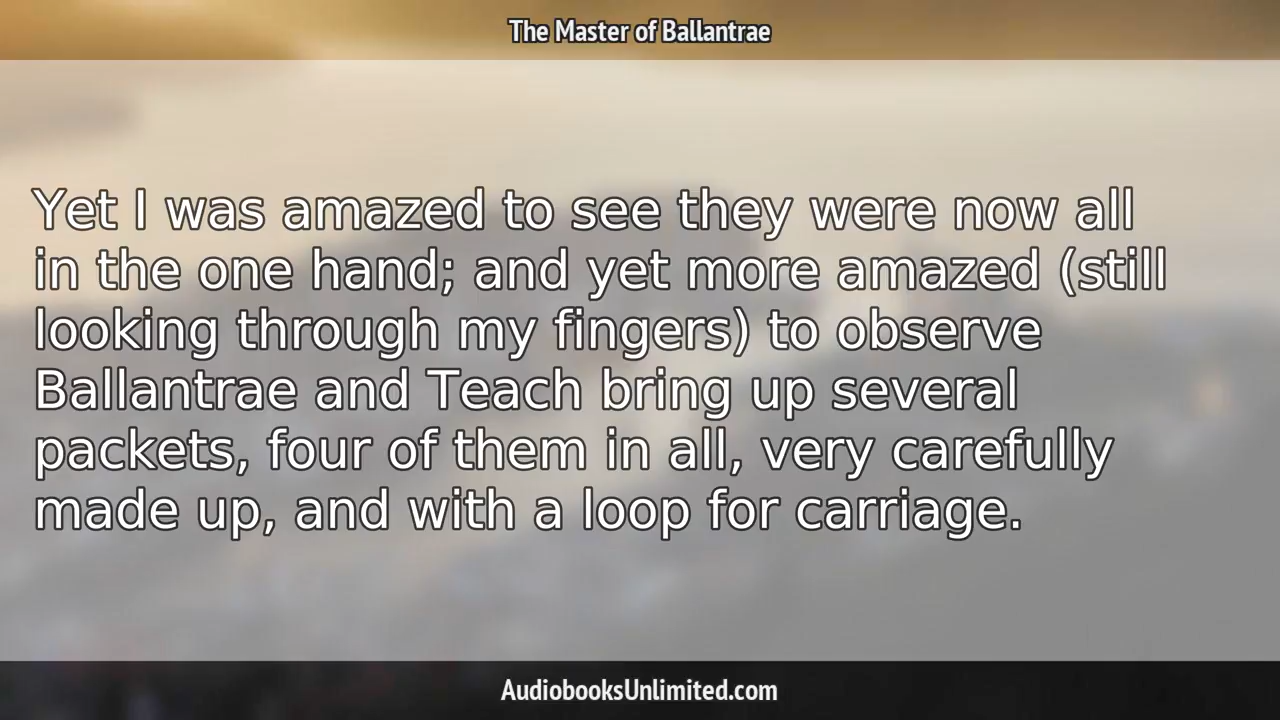 The Master of Ballantrae
Yet I was amazed to see they were now all
in the one hand; and yet more amazed (still
looking through my fingers) to observe
Ballantrae and Teach bring up several
packets, four of them in all, very carefully
made up, and with a loop for carriage.
AudiobooksUnlimited.com